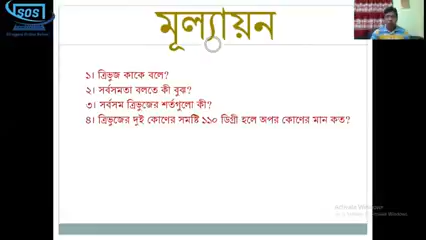 SOS
মূল্যায়ন
১। ত্রিভুজ কাকে বলে?
২। সর্বসমতা বলতে কী বুঝ?
৩। সর্বসম ত্রিভুজের শর্তগুলো কী?
৪। ত্রিভুজের দুই কোণের সমষ্টি ১১০ ডিগ্রী হলে অপর কোণের মান কত?
Activate Windows